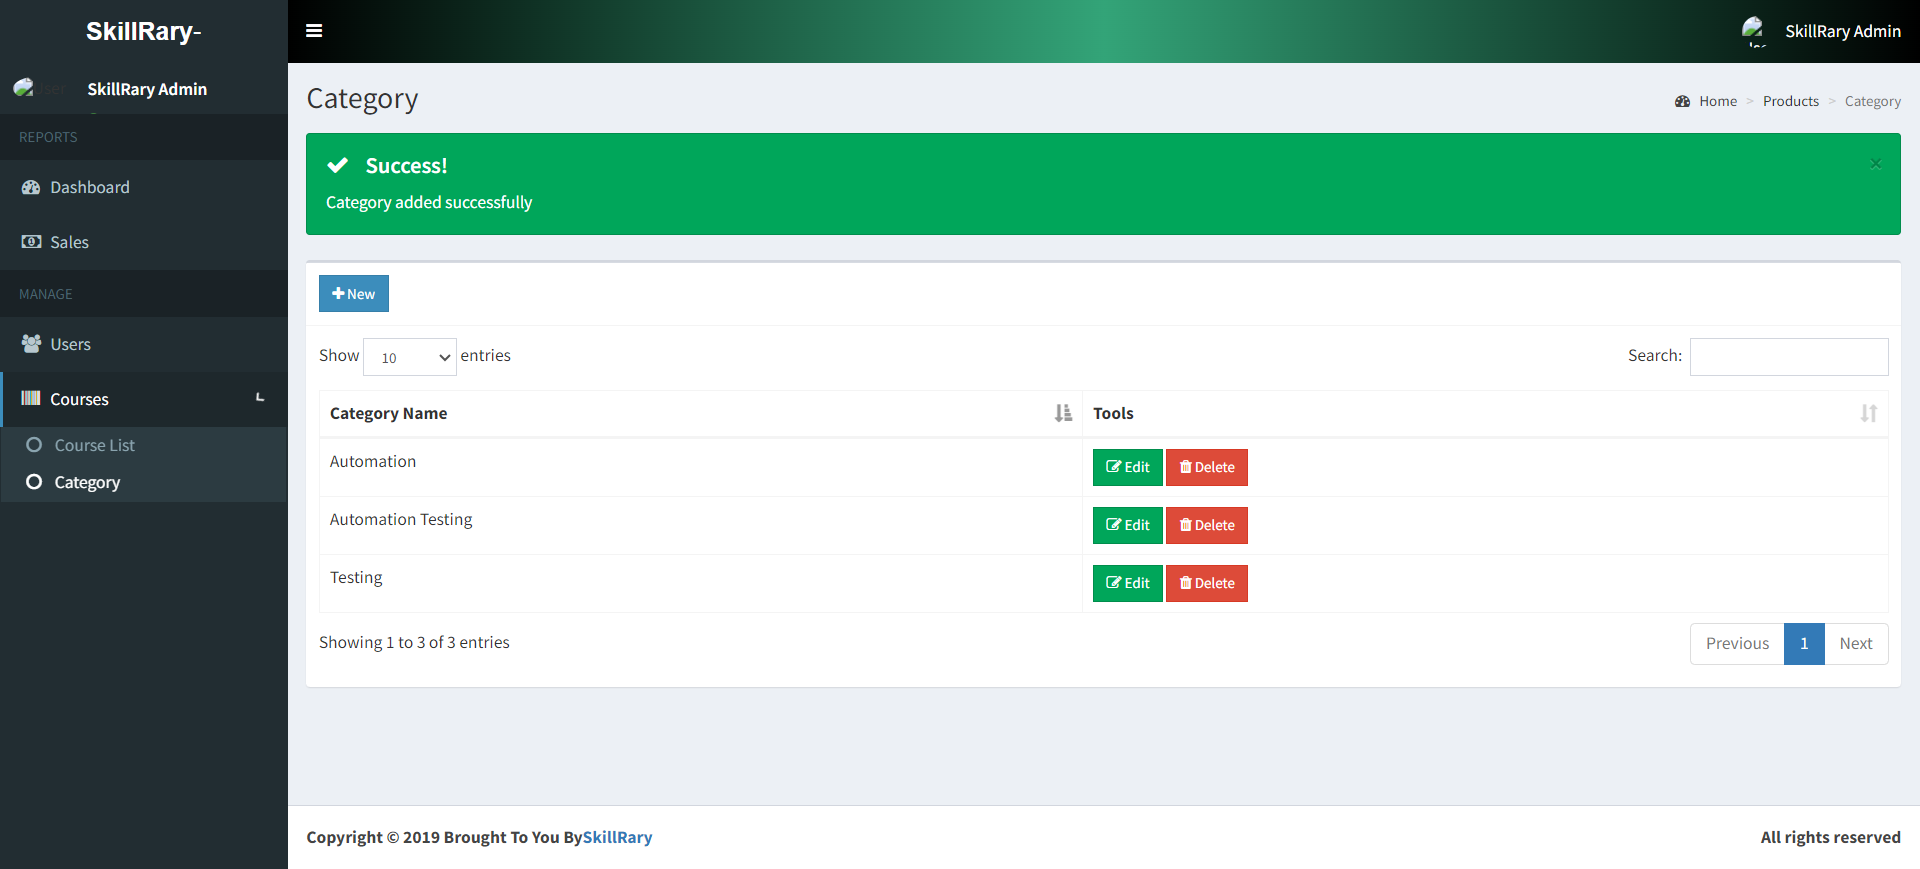 SkillRary-
SkillRary Admin
User
SkillRary Admin
REPORTS
Dashboard
Sales
MANAGE
Users
Courses
Course List
Category
Category
Home > Products > Category
Success!
×
Category added successfully
New
Show 10 entries
Search:
Category Name Tools
Automation Edit Delete
Automation Testing Edit Delete
Testing Edit Delete
Showing 1 to 3 of 3 entries
Previous 1 Next
Copyright © 2019 Brought To You BySkillRary
All rights reserved